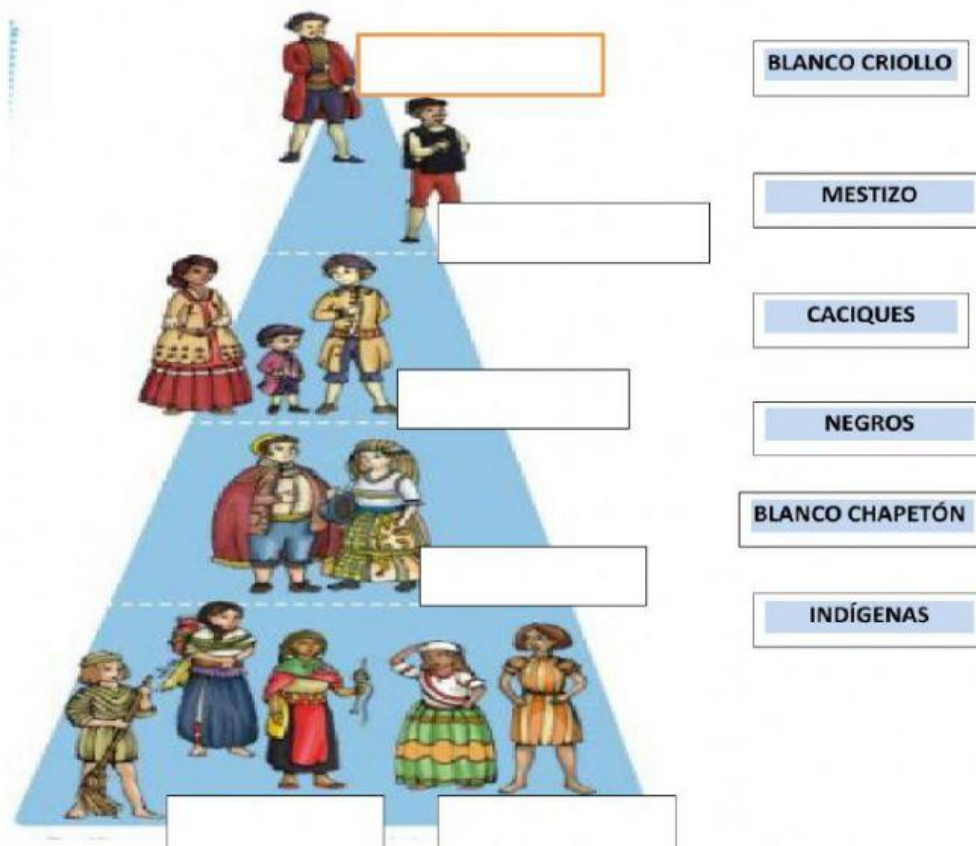 BLANCO CRIOLLO
MESTIZO
CACIQUES
NEGROS
BLANCO CHAPETÓN
INDÍGENAS